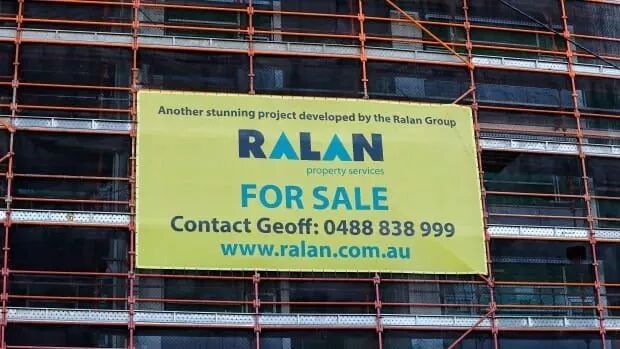 Another stunning project developed by the Ralan Group
RALAN
property services
FOR SALE
Contact Geoff: 0488 838 999
www.ralan.com.au